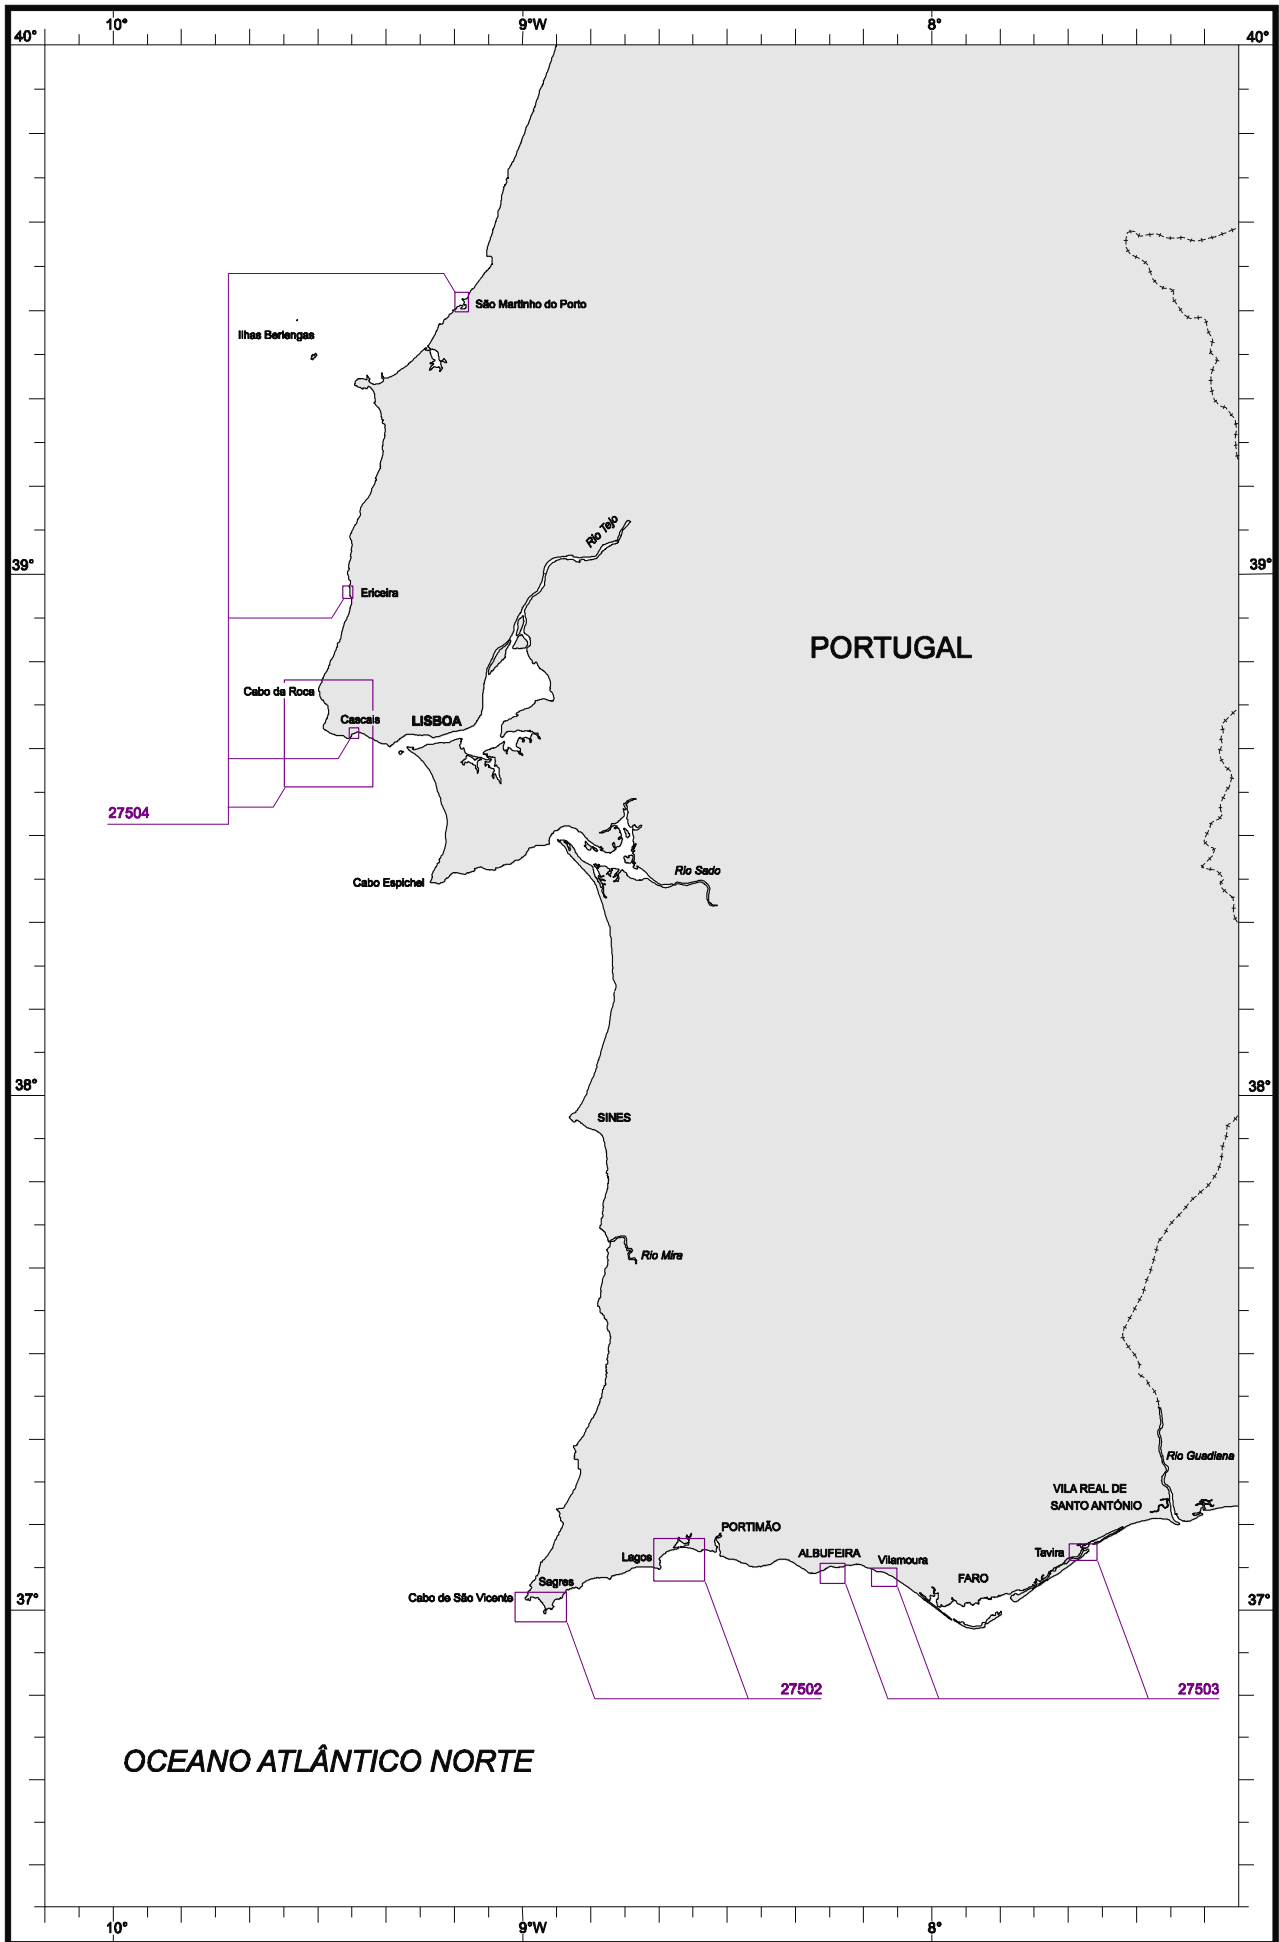 10°
9°W
8°
40°
40°
São Martinho do Porto
Ilhas Berlengas
Rio Tejo
39°
39°
Ericeira
PORTUGAL
Cabo da Roca
Cascais
LISBOA
27504
Rio Sado
Cabo Espichel
38°
38°
SINES
Rio Mira
Rio Guadiana
VILA REAL DE
SANTO ANTÓNIO
PORTIMÃO
ALBUFEIRA
Tavira
Lagos
Vilamoura
FARO
Sagres
Cabo de São Vicente
37°
37°
27502
27503
OCEANO ATLÂNTICO NORTE
10°
9°W
8°